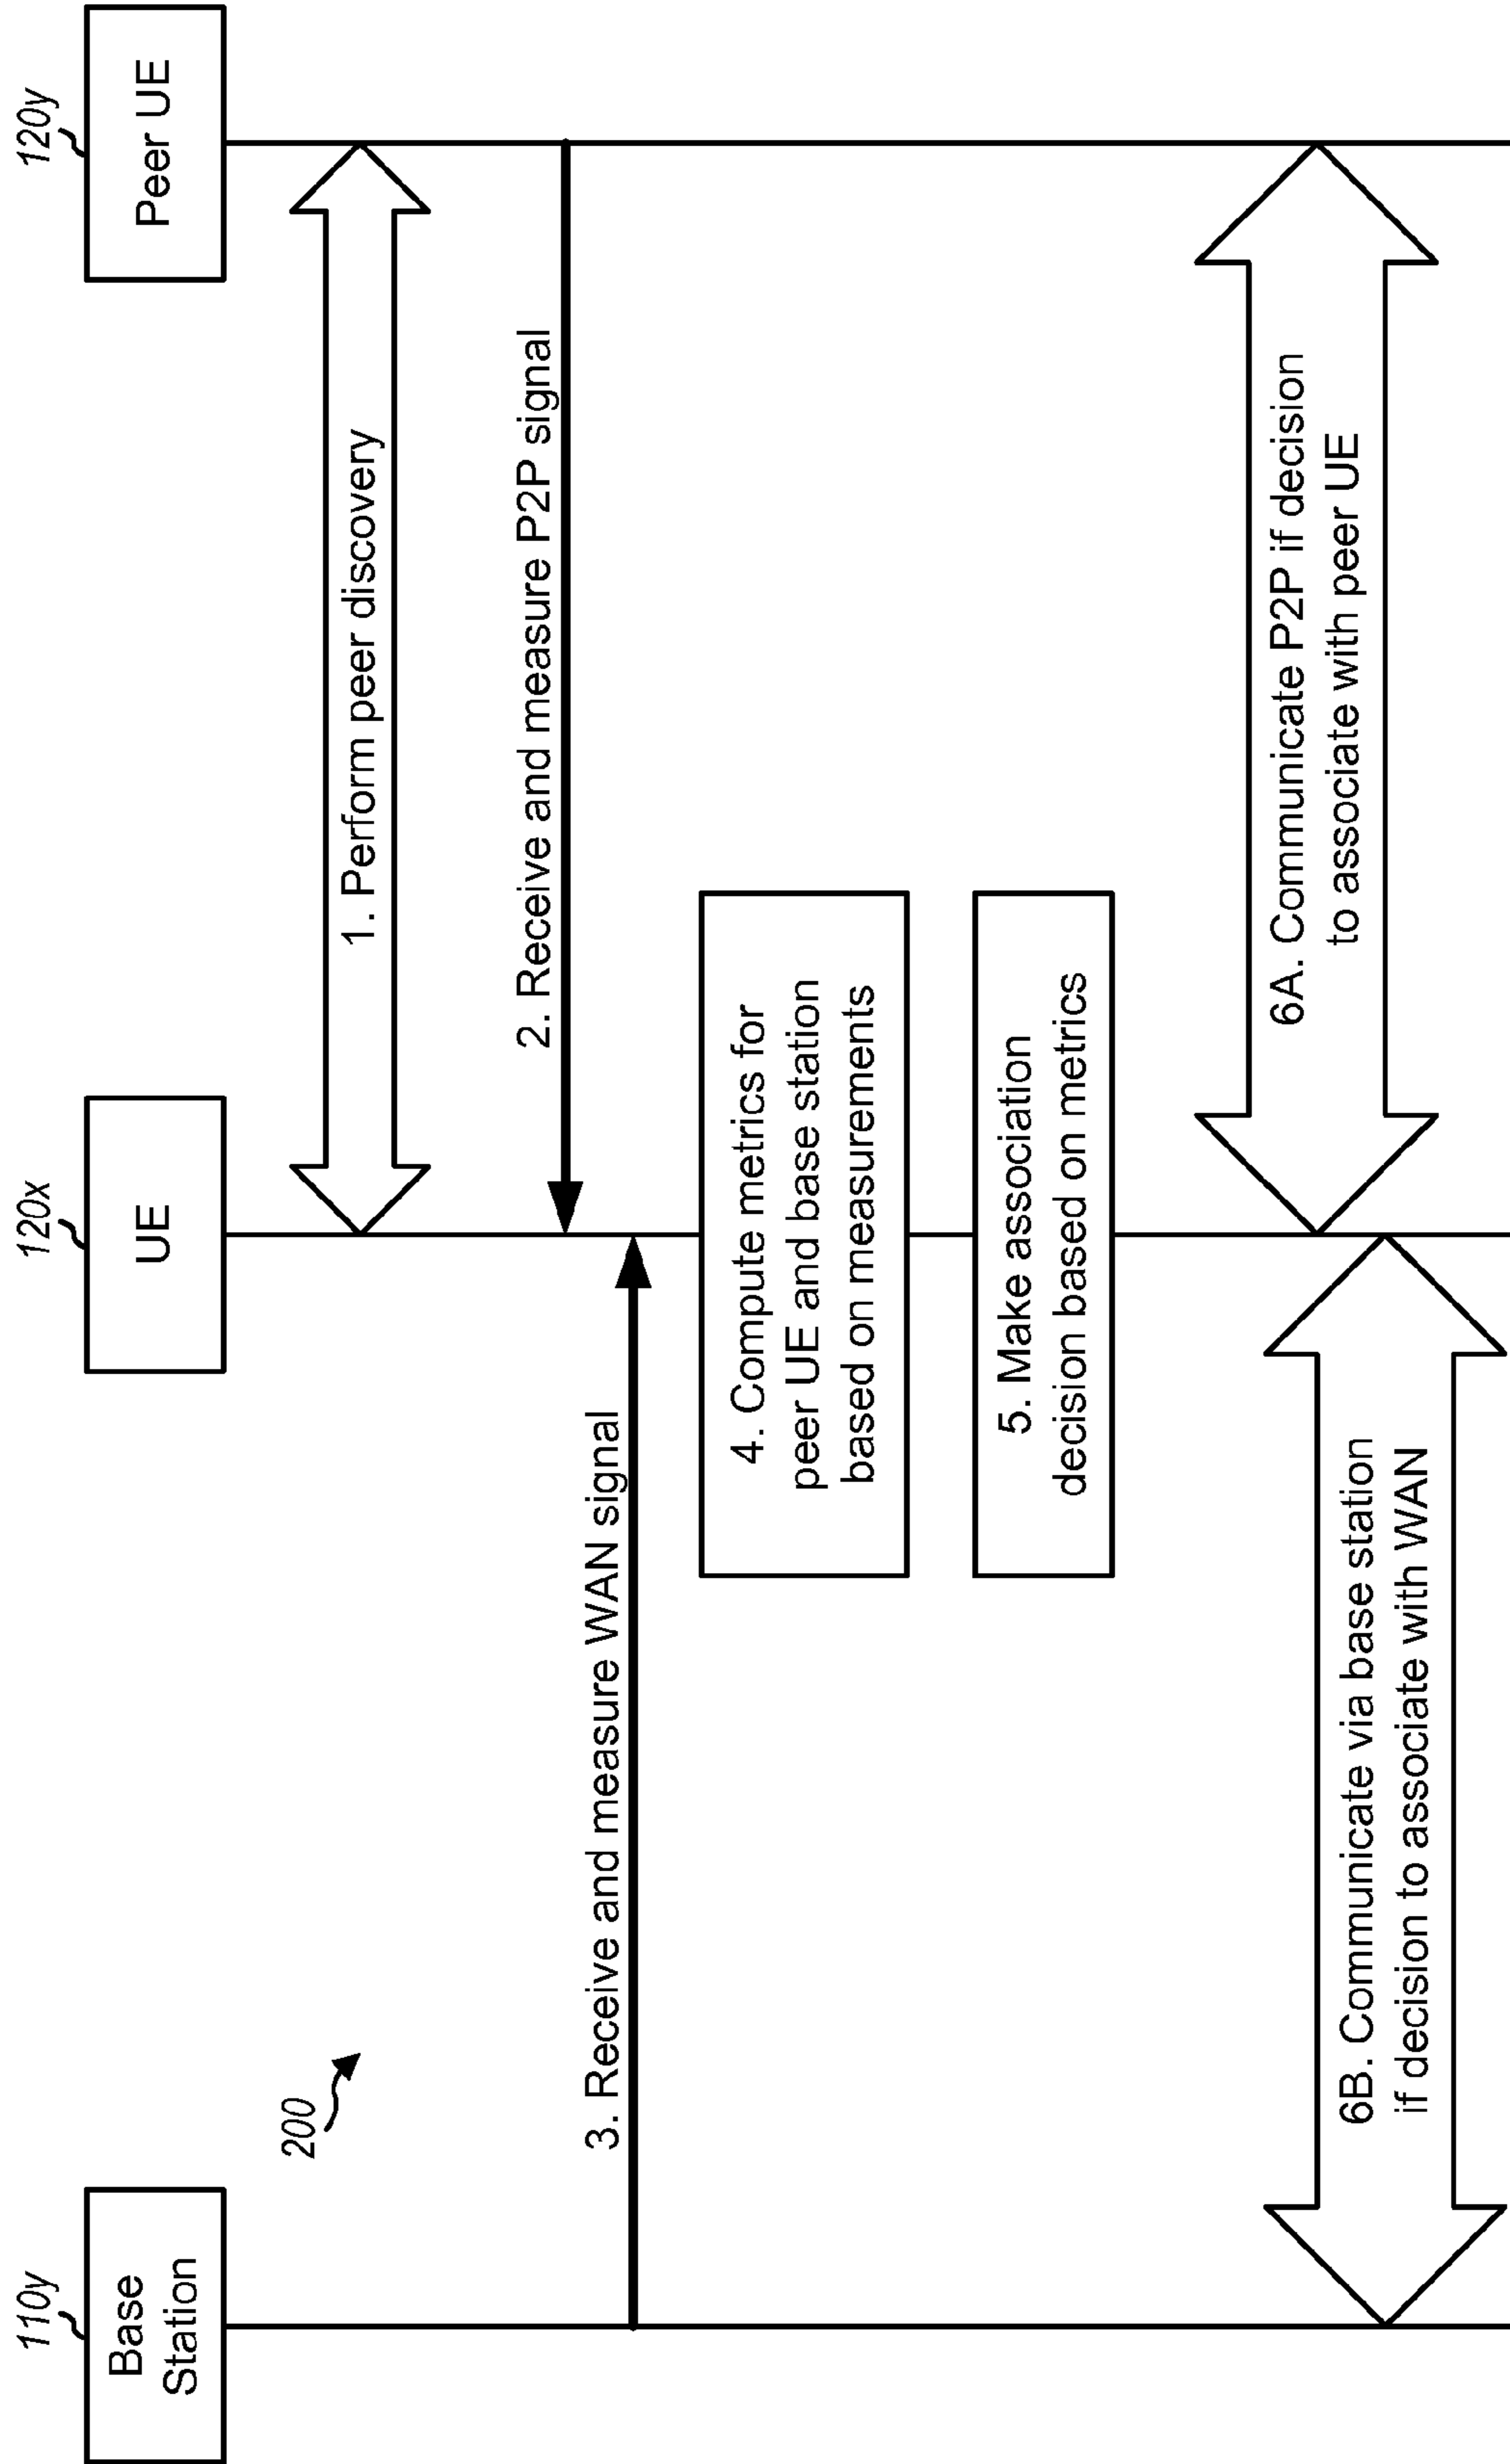 110y
Base
Station
120x
UE
120y
Peer UE
200
1. Perform peer discovery
2. Receive and measure P2P signal
3. Receive and measure WAN signal
4. Compute metrics for
peer UE and base station
based on measurements
5. Make association
decision based on metrics
6A. Communicate P2P if decision
to associate with peer UE
6B. Communicate via base station
if decision to associate with WAN